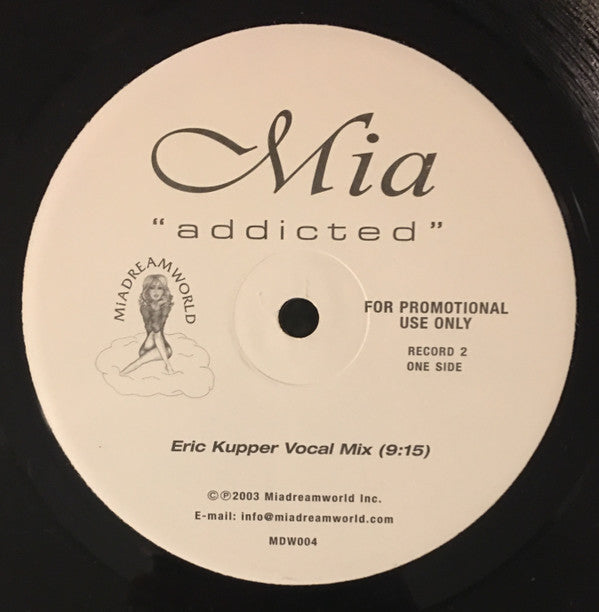 Mia
“addicted”
MiADREAMWORLD
FOR PROMOTIONAL
USE ONLY
RECORD 2
ONE SIDE
Eric Kupper Vocal Mix (9:15)
©℗2003 Miadreamworld Inc.
E-mail: info@miadreamworld.com
MDW004